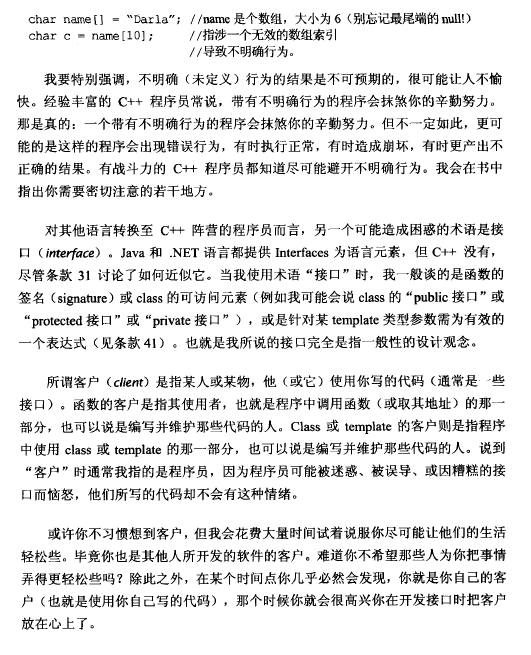 char name[] = "Darla"; //name 是个数组，大小为 6（别忘记最尾端的 null!）
char c = name[10]; //指涉一个无效的数组索引
//导致不明确行为。
我要特别强调，不明确（未定义）行为的结果是不可预期的，很可能让人不愉
快。经验丰富的 C++ 程序员常说，带有不明确行为的程序会抹煞你的辛勤努力。
那是真的：一个带有不明确行为的程序会抹煞你的辛勤努力。但不一定如此，更可
能的是这样的程序会出现错误行为，有时执行正常，有时造成崩坏，有时更产出不
正确的结果。有战斗力的 C++ 程序员都知道尽可能避开不明确行为。我会在书中
指出你需要密切注意的若干地方。
对其他语言转换至 C++ 阵营的程序员而言，另一个可能造成困惑的术语是接
口（interface）。Java 和 .NET 语言都提供 Interfaces 为语言元素，但 C++ 没有，
尽管条款 31 讨论了如何近似它。当我使用术语“接口”时，我一般谈的是函数的
签名（signature）或 class 的可访问元素（例如我可能会说 class 的“public 接口”或
“protected 接口”或“private 接口”），或是针对某 template 类型参数需为有效的
一个表达式（见条款 41）。也就是我所说的接口完全是指一般性的设计观念。
所谓客户（client）是指某人或某物，他（或它）使用你写的代码（通常是一些
接口）。函数的客户是指其使用者，也就是程序中调用函数（或取其地址）的那一
部分，也可以说是编写并维护那些代码的人。Class 或 template 的客户则是指程序
中使用 class 或 template 的那一部分，也可以说是编写并维护那些代码的人。说到
“客户”时通常我指的是程序员，因为程序员可能被迷惑、被误导、或因糟糕的接
口而恼怒，他们所写的代码却不会有这种情绪。
或许你不习惯想到客户，但我会花费大量时间试着说服你尽可能让他们的生活
轻松些。毕竟你也是其他人所开发的软件的客户。难道你不希望那些人为你把事情
弄得更轻松些吗？除此之外，在某个时间点你几乎必然会发现，你就是你自己的客
户（也就是使用你自己写的代码），那个时候你就会很高兴你在开发接口时把客户
放在心上了。